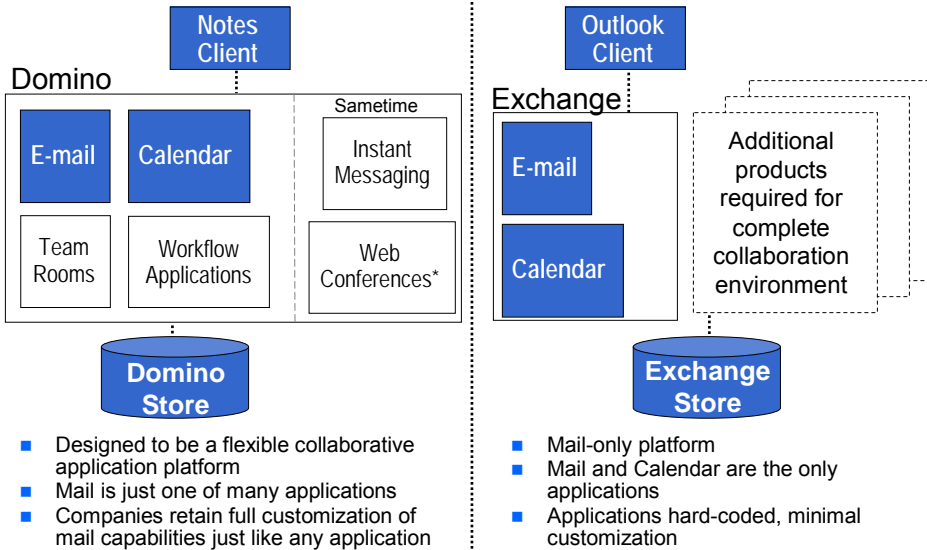 Notes
Client
Domino
Sametime
E-mail
Calendar
Instant
Messaging
Team
Rooms
Workflow
Applications
Web
Conferences*
Domino
Store
■ Designed to be a flexible collaborative
application platform
■ Mail is just one of many applications
■ Companies retain full customization of
mail capabilities just like any application
Outlook
Client
Exchange
E-mail
Calendar
Additional
products
required for
complete
collaboration
environment
Exchange
Store
■ Mail-only platform
■ Mail and Calendar are the only
applications
■ Applications hard-coded, minimal
customization